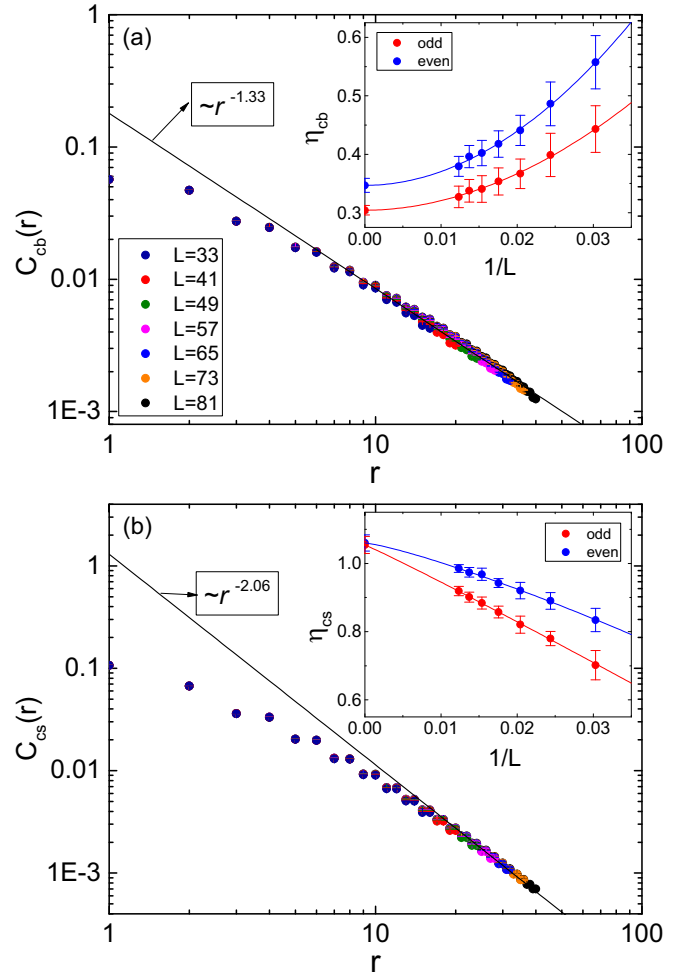 (a)
1
0.1
0.01
1E-3
C_cb(r)
~r -1.33
L=33
L=41
L=49
L=57
L=65
L=73
L=81
1 10 100
r
odd
even
0.6
0.5
0.4
0.3
η_cb
0.00 0.01 0.02 0.03
1/L
(b)
1
0.1
0.01
1E-3
C_cs(r)
~r -2.06
1 10 100
r
odd
even
1.0
0.8
0.6
η_cs
0.00 0.01 0.02 0.03
1/L